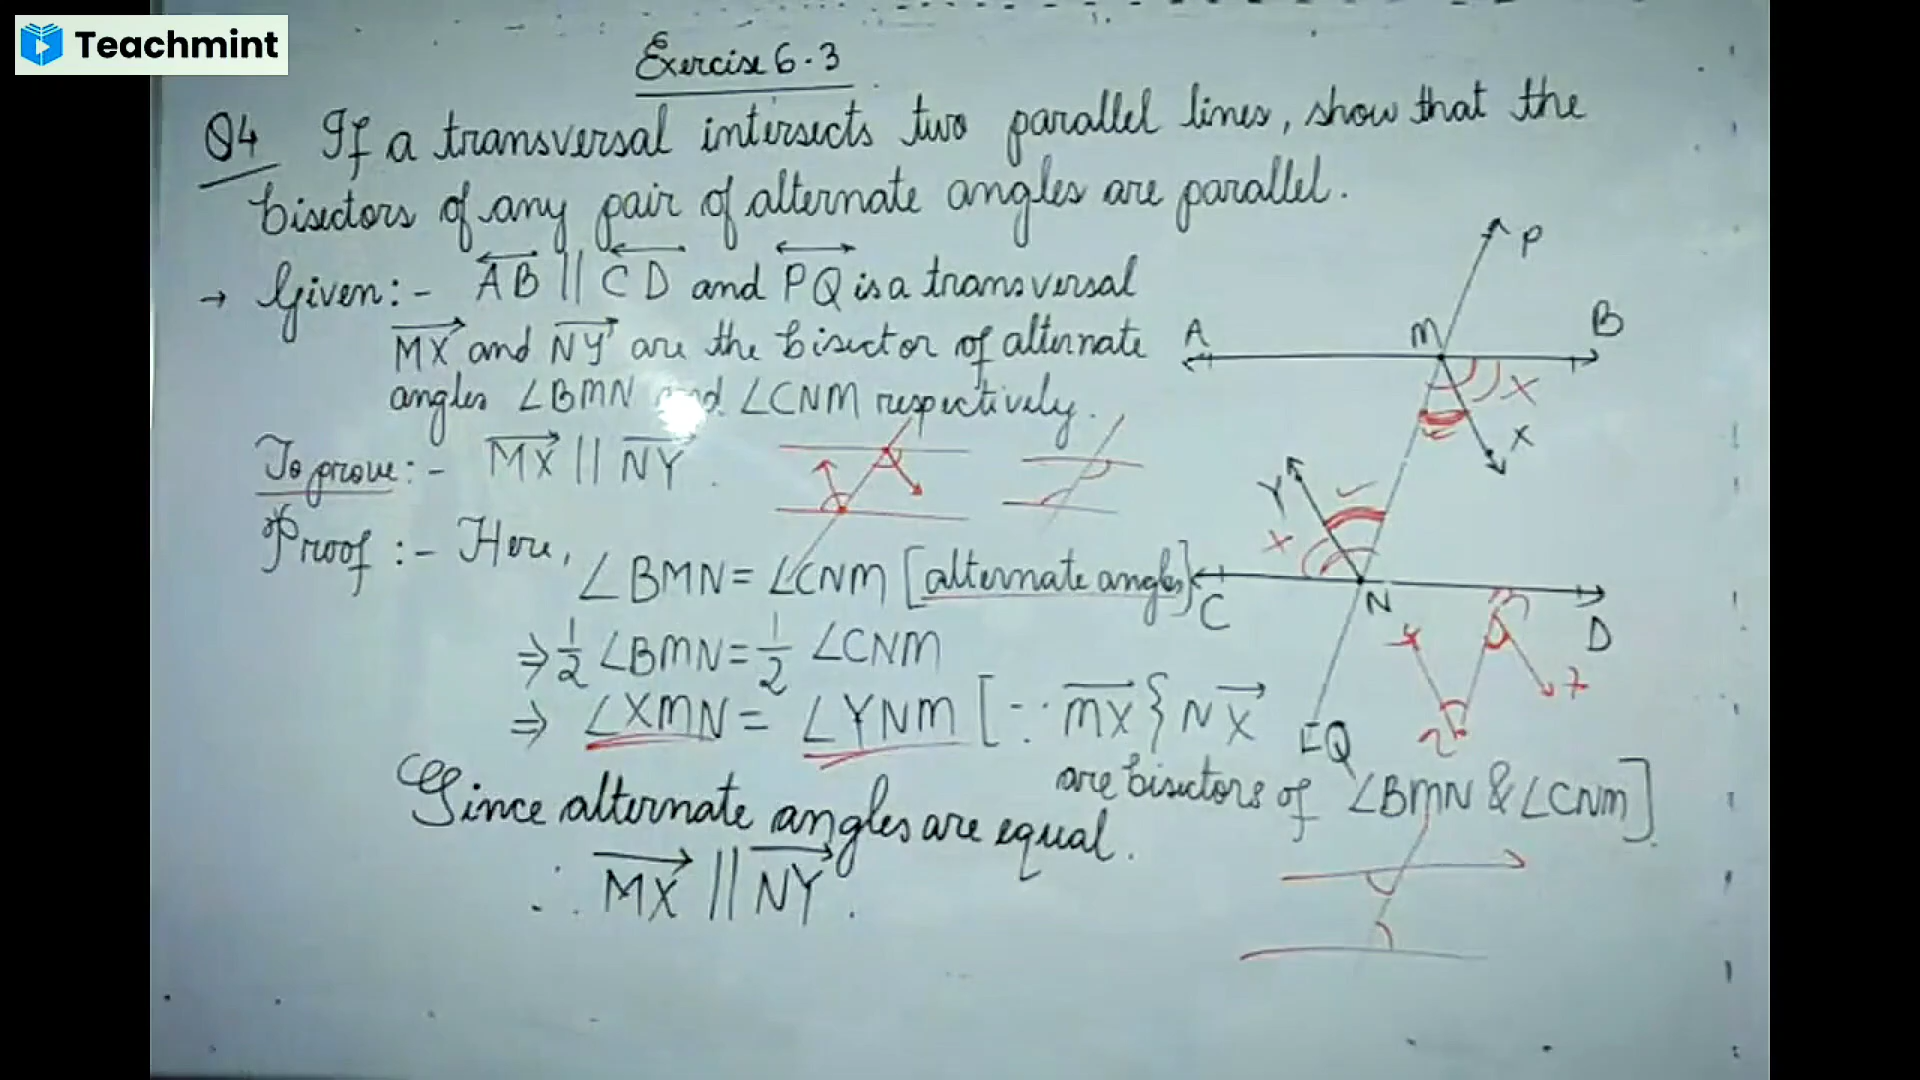 Teachmint
Exercise 6.3
Q4 If a transversal intersects two parallel lines, show that the
bisectors of any pair of alternate angles are parallel.
→ Given:- AB || CD and PQ is a transversal
MX and NY are the bisector of alternate
angles ∠BMN and ∠CNM respectively.
To prove:- MX || NY.
Proof:- Here,
∠BMN = ∠CNM [alternate angles]
⇒ 1/2 ∠BMN = 1/2 ∠CNM
⇒ ∠XMN = ∠YNM [∵ MX } NX
are bisectors of ∠BMN & ∠CNM]
Since alternate angles are equal.
∴ MX || NY.
P
A M B
X
X
Y
X
C N D
Q